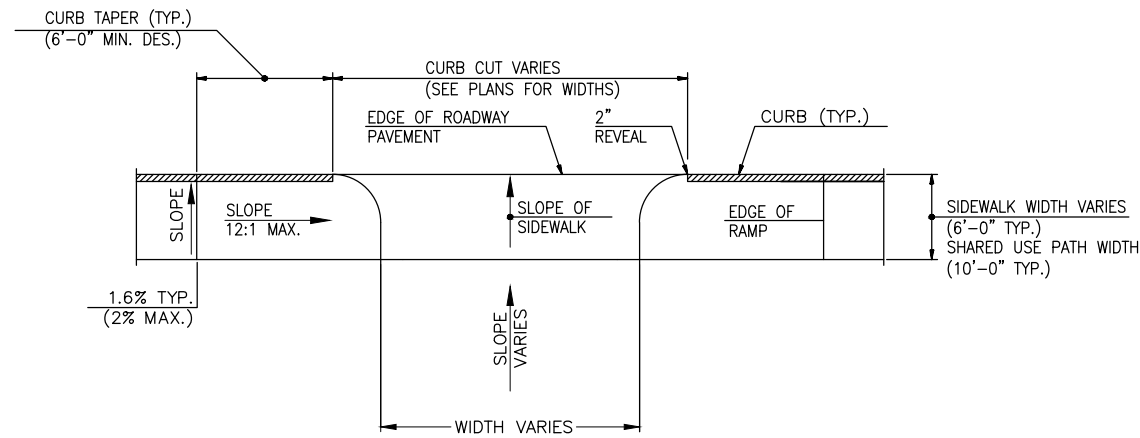 CURB TAPER (TYP.)
(6'-0" MIN. DES.)
CURB CUT VARIES
(SEE PLANS FOR WIDTHS)
EDGE OF ROADWAY
PAVEMENT
2"
REVEAL
CURB (TYP.)
SLOPE
SLOPE
12:1 MAX.
SLOPE OF
SIDEWALK
EDGE OF
RAMP
SIDEWALK WIDTH VARIES
(6'-0" TYP.)
SHARED USE PATH WIDTH
(10'-0" TYP.)
1.6% TYP.
(2% MAX.)
SLOPE
VARIES
WIDTH VARIES